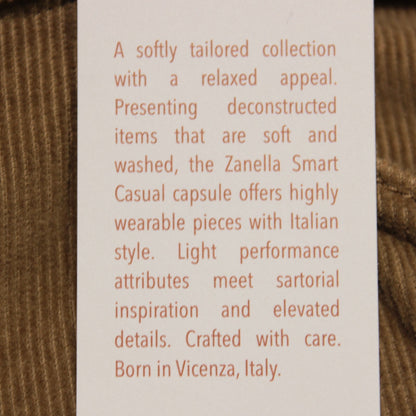 A softly tailored collection
with a relaxed appeal.
Presenting deconstructed
items that are soft and
washed, the Zanella Smart
Casual capsule offers highly
wearable pieces with Italian
style. Light performance
attributes meet sartorial
inspiration and elevated
details. Crafted with care.
Born in Vicenza, Italy.